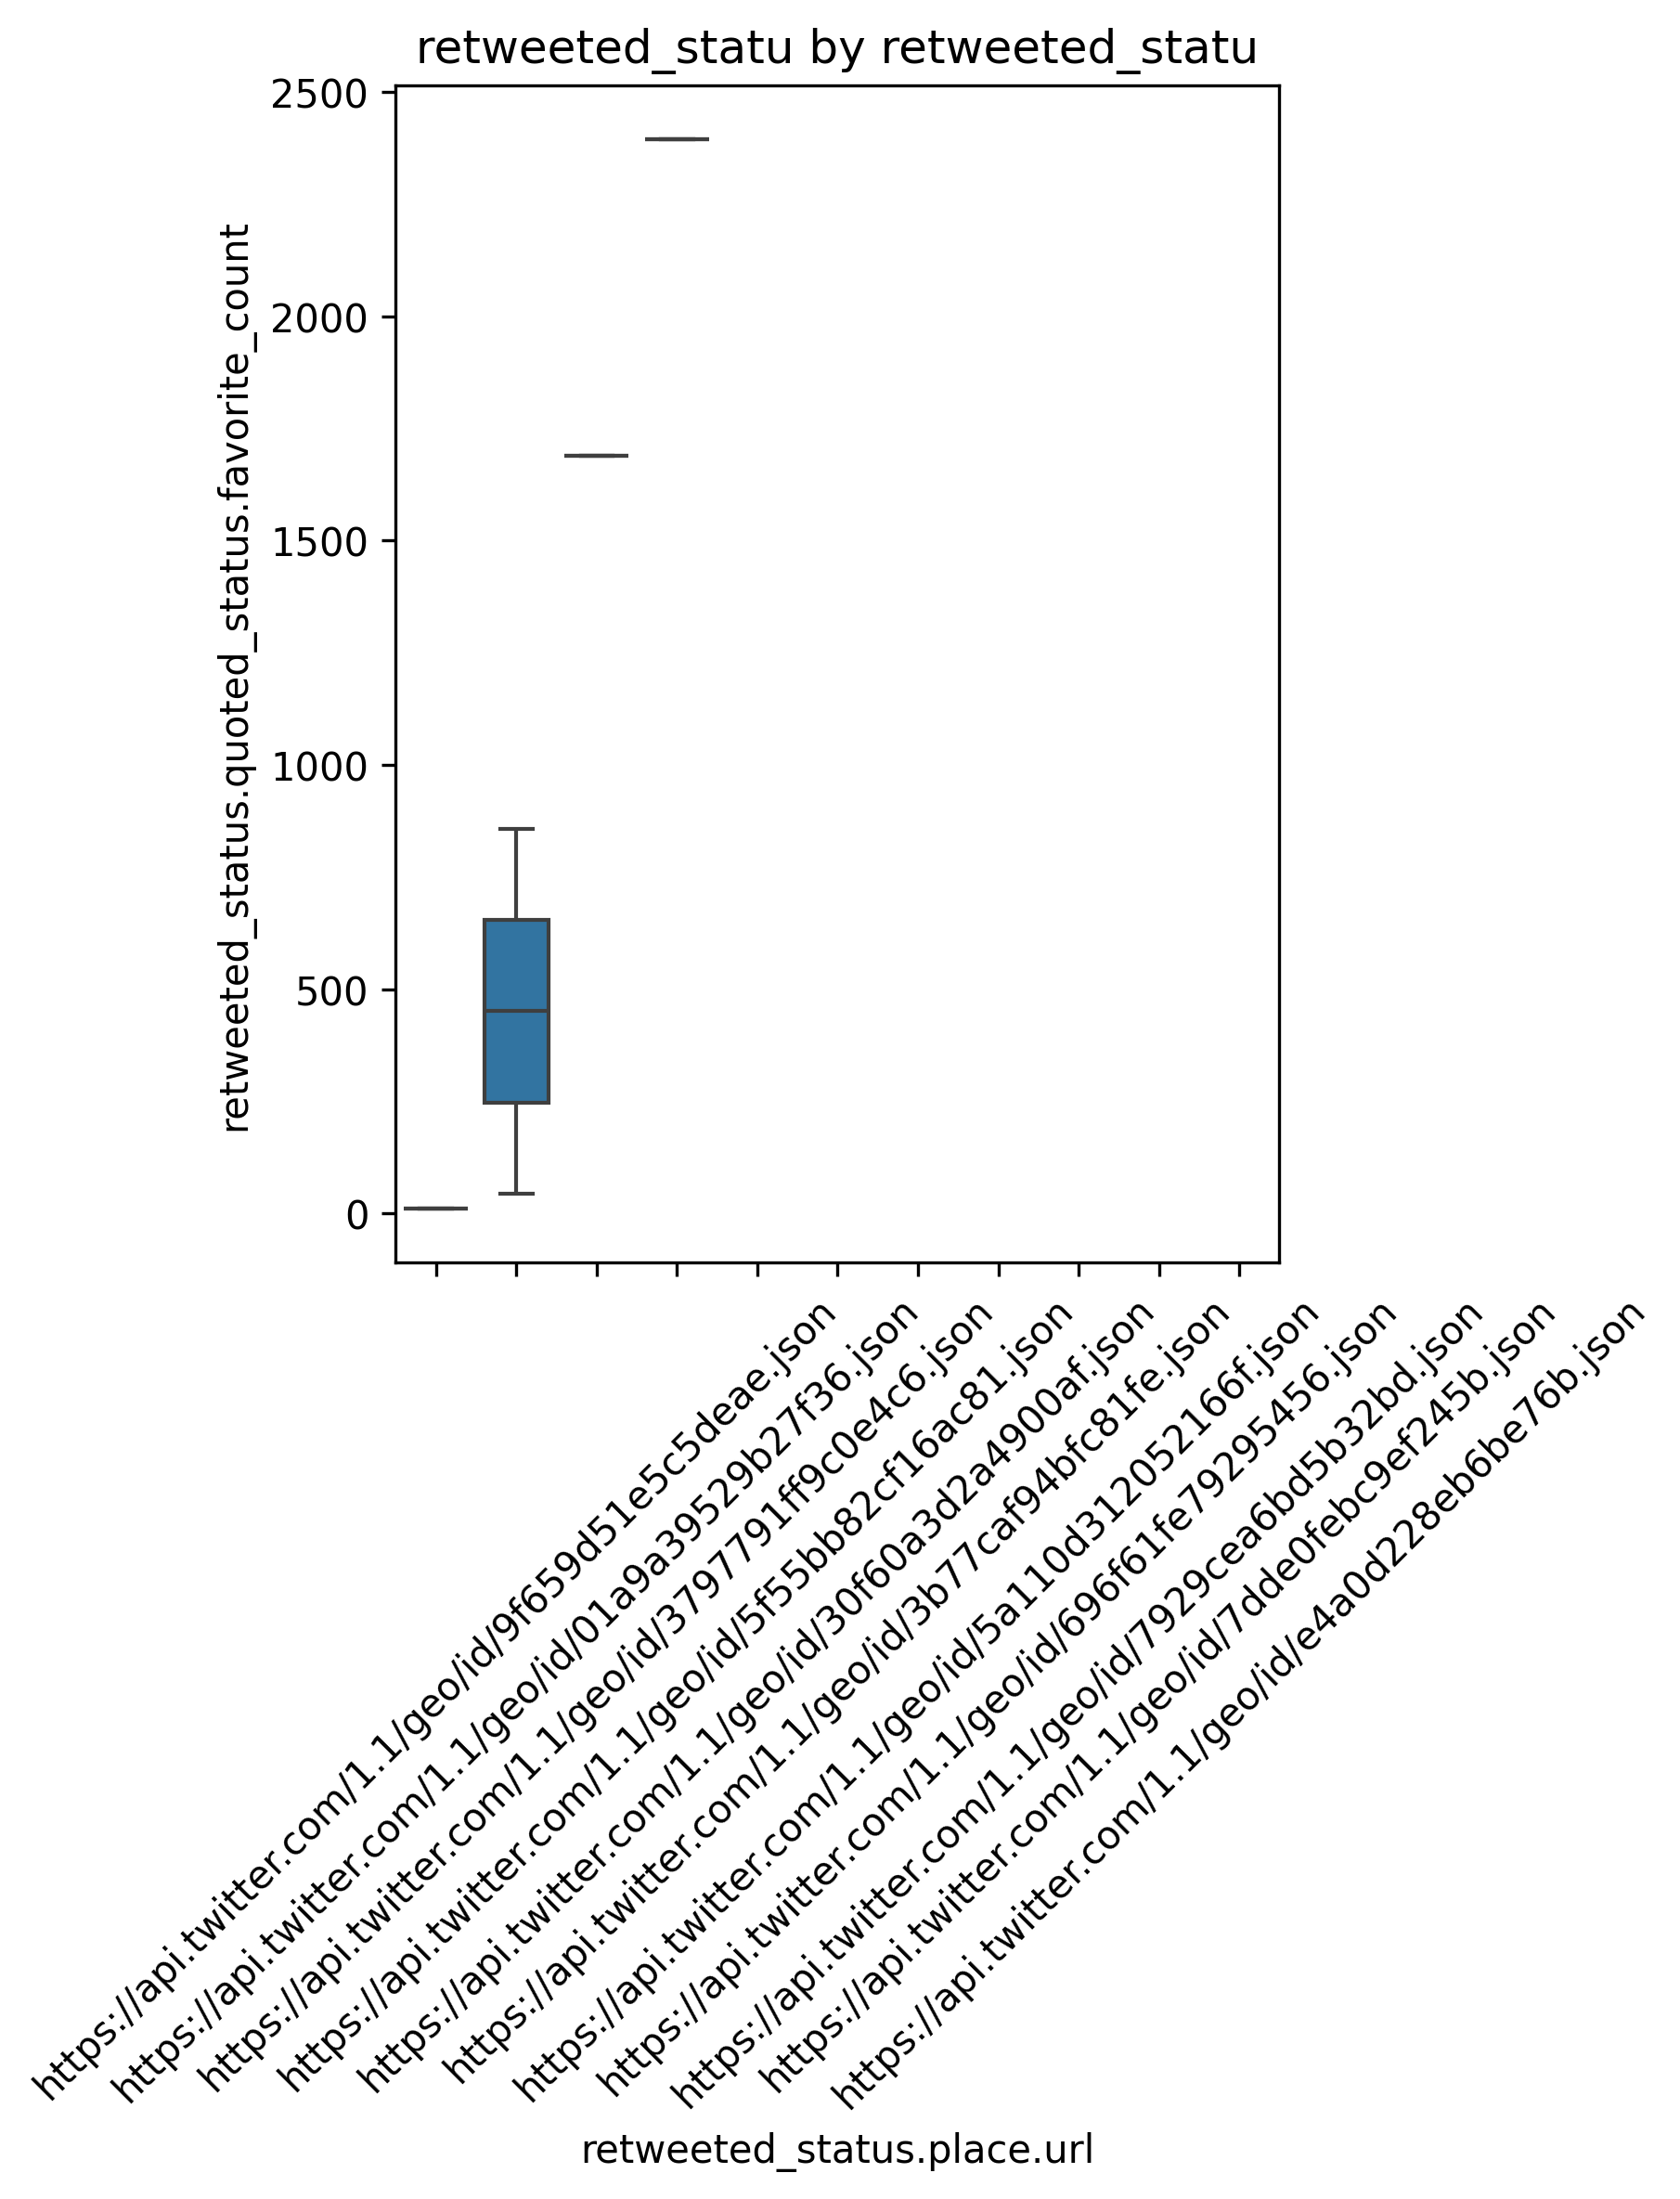 retweeted_statu by retweeted_statu
retweeted_status.quoted_status.favorite_count
2500
2000
1500
1000
500
0
https://api.twitter.com/1.1/geo/id/9f659d51e5c5deae.json
https://api.twitter.com/1.1/geo/id/01a9a39529b27f36.json
https://api.twitter.com/1.1/geo/id/3797791ff9c0e4c6.json
https://api.twitter.com/1.1/geo/id/5f55bb82cf16ac81.json
https://api.twitter.com/1.1/geo/id/30f60a3d2a4900af.json
https://api.twitter.com/1.1/geo/id/3b77caf94bfc81fe.json
https://api.twitter.com/1.1/geo/id/5a110d312052166f.json
https://api.twitter.com/1.1/geo/id/696f61fe79295456.json
https://api.twitter.com/1.1/geo/id/7929cea6bd5b32bd.json
https://api.twitter.com/1.1/geo/id/7dde0febc9ef245b.json
https://api.twitter.com/1.1/geo/id/e4a0d228eb6be76b.json
retweeted_status.place.url